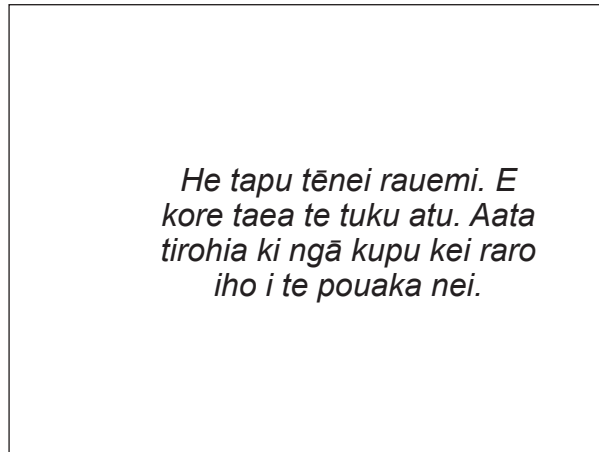 He tapu tēnei rauemi. E
kore taea te tuku atu. Aata
tirohia ki ngā kupu kei raro
iho i te pouaka nei.